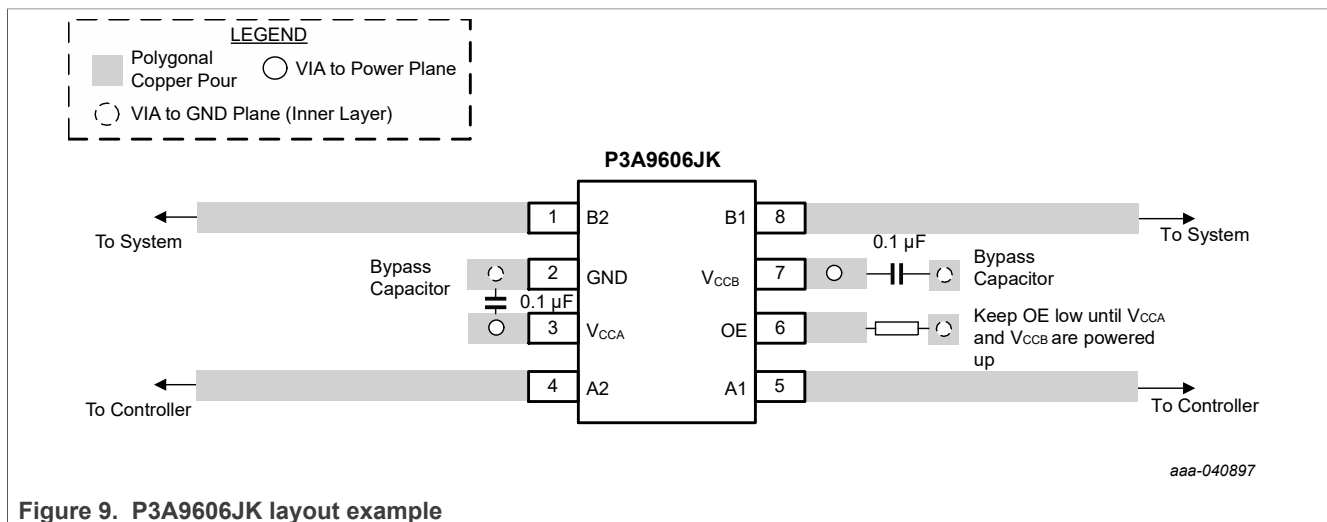 LEGEND
Polygonal
Copper Pour
VIA to Power Plane
VIA to GND Plane (Inner Layer)
P3A9606JK
1 B2 B1 8
To System
To System
0.1 µF
Bypass
Capacitor
2 GND VCCB 7
Bypass
Capacitor
0.1 µF
3 VCCA OE 6
Keep OE low until VCCA
and VCCB are powered
up
4 A2 A1 5
To Controller
To Controller
aaa-040897
Figure 9. P3A9606JK layout example